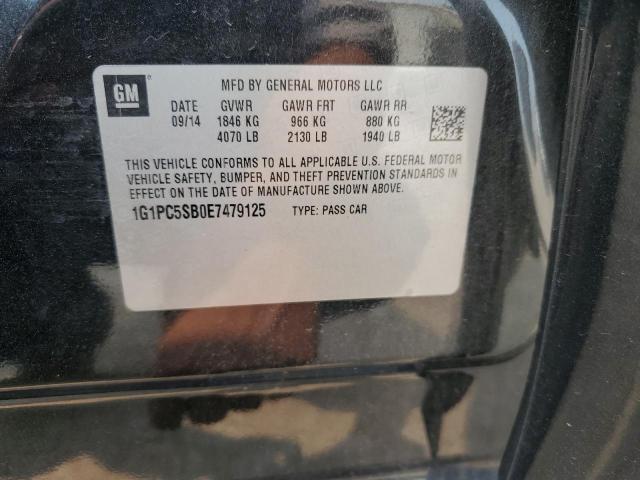 GM
MFD BY GENERAL MOTORS LLC
DATE GVWR GAWR FRT GAWR RR
09/14 1846 KG 966 KG 880 KG
4070 LB 2130 LB 1940 LB
THIS VEHICLE CONFORMS TO ALL APPLICABLE U.S. FEDERAL MOTOR
VEHICLE SAFETY, BUMPER, AND THEFT PREVENTION STANDARDS
IN EFFECT ON THE DATE OF MANUFACTURE SHOWN ABOVE.
1G1PC5SB0E7479125 TYPE: PASS CAR